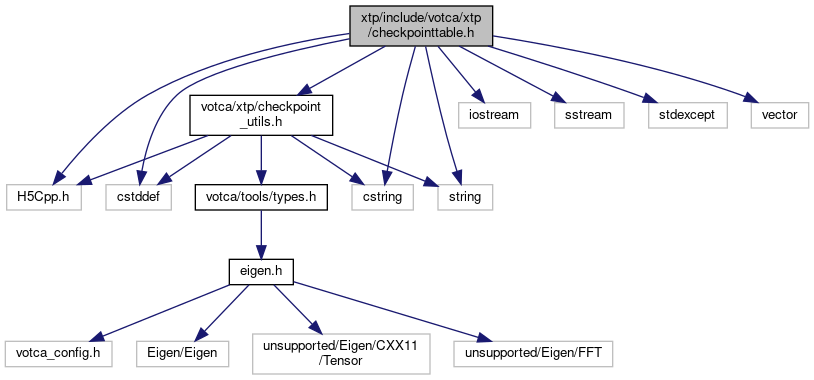 xtp/include/votca/xtp
/checkpointtable.h
votca/xtp/checkpoint
_utils.h
iostream
sstream
stdexcept
vector
H5Cpp.h
cstddef
votca/tools/types.h
cstring
string
eigen.h
votca_config.h
Eigen/Eigen
unsupported/Eigen/CXX11
/Tensor
unsupported/Eigen/FFT